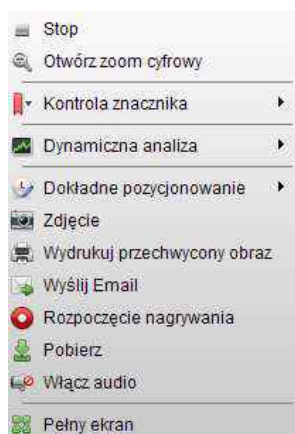 Stop
Otwórz zoom cyfrowy
Kontrola znacznika
Dynamiczna analiza
Dokładne pozycjonowanie
Zdjęcie
Wydrukuj przechwycony obraz
Wyślij Email
Rozpoczęcie nagrywania
Pobierz
Włącz audio
Pełny ekran